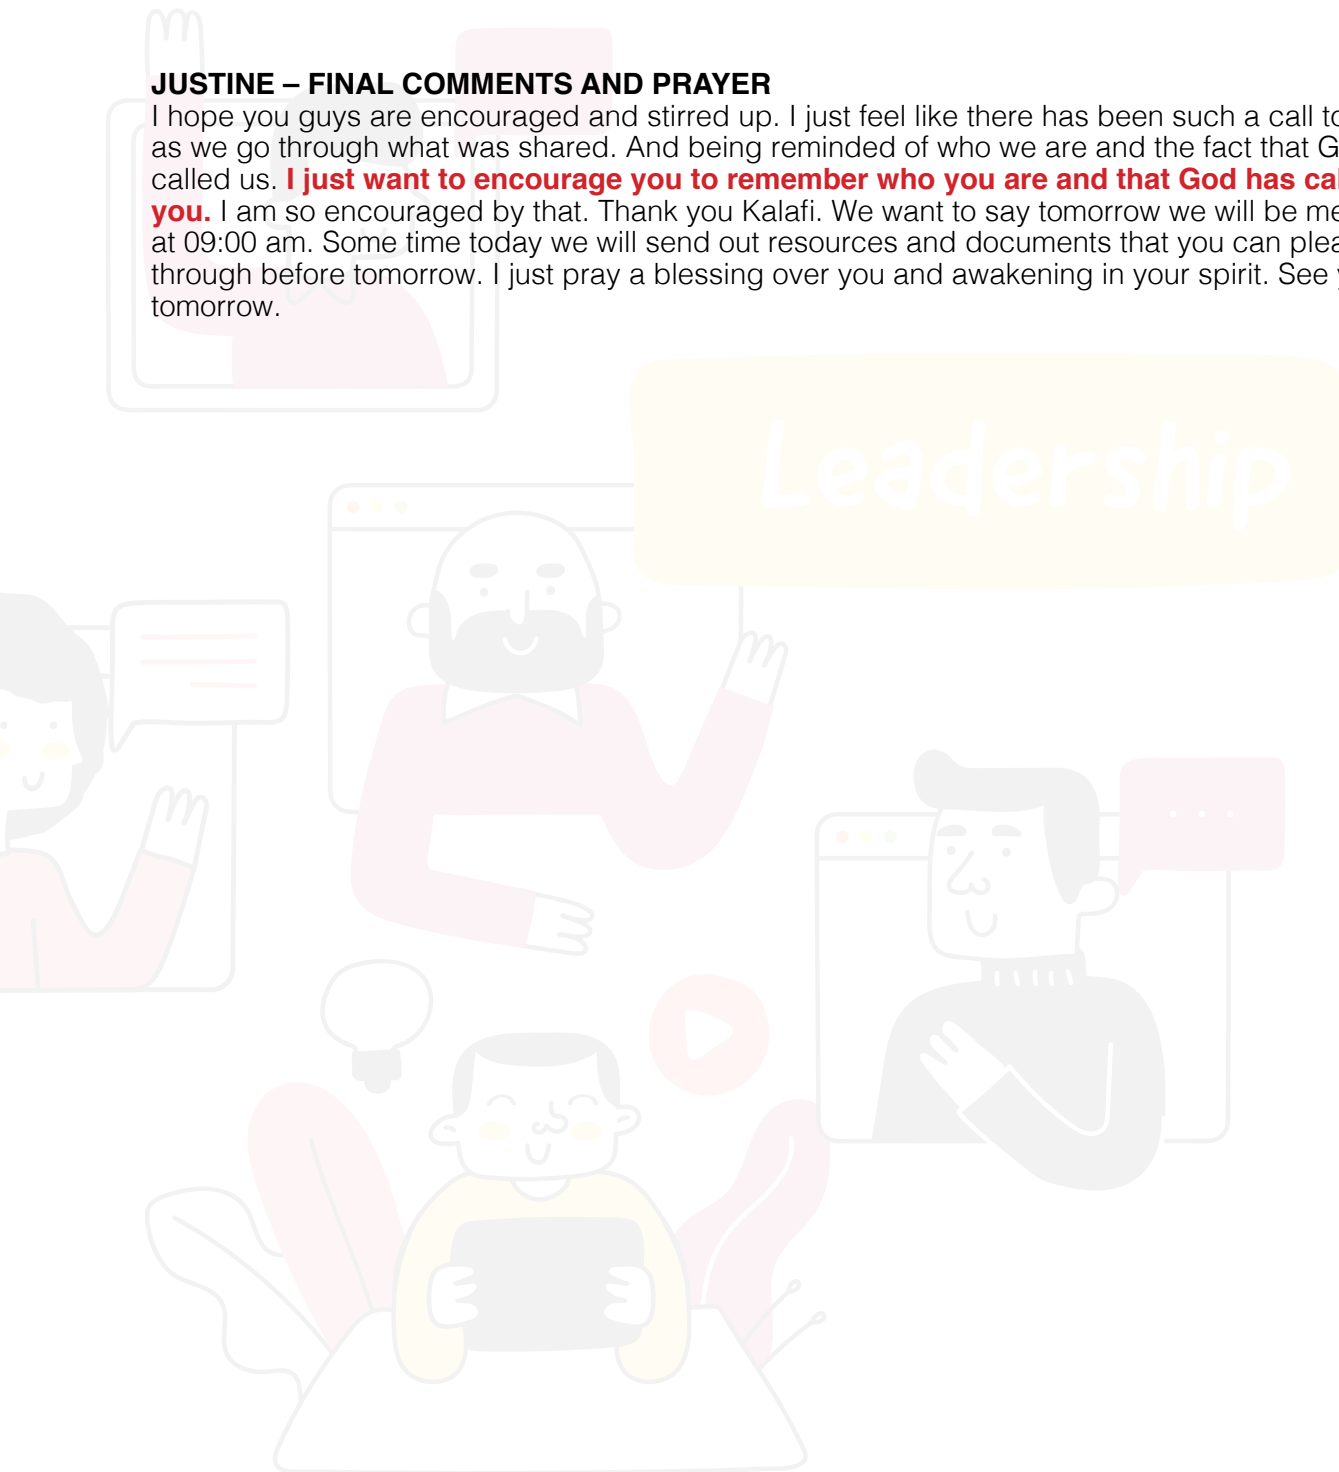 JUSTINE – FINAL COMMENTS AND PRAYER
I hope you guys are encouraged and stirred up. I just feel like there has been such a call to
as we go through what was shared. And being reminded of who we are and the fact that
called us. I just want to encourage you to remember who you are and that God has
you. I am so encouraged by that. Thank you Kalafi. We want to say tomorrow we will be
at 09:00 am. Some time today we will send out resources and documents that you can
through before tomorrow. I just pray a blessing over you and awakening in your spirit. See
tomorrow.
Leadership